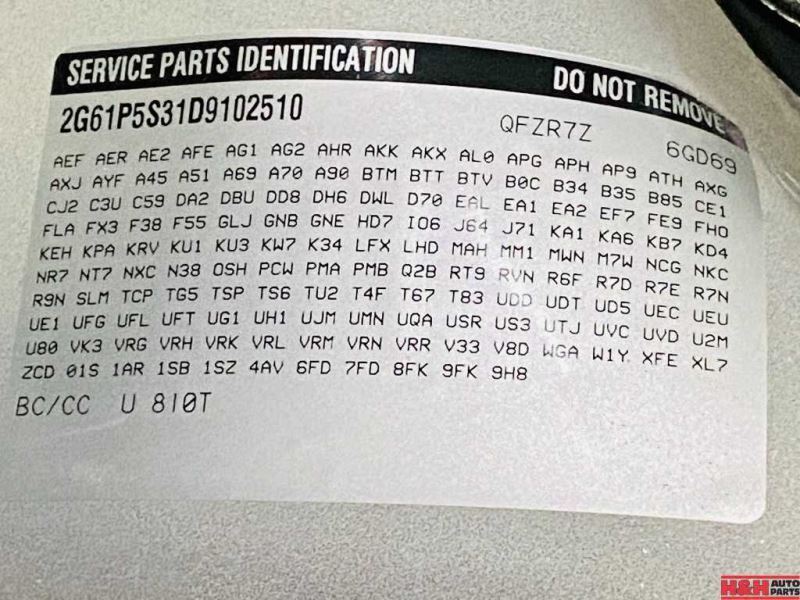 SERVICE PARTS IDENTIFICATION DO NOT REMOVE
2G61P5S31D9102510 QFZR7Z 6GD69
AEF AER AE2 AFE AG1 AG2 AHR AKK AKX AL0 APG APH AP9 ATH AXG
AXJ AYF A45 A51 A69 A70 A90 BTM BTT BTV B0C B34 B35 B85 CE1
CJ2 C3U C59 DA2 DBU DD8 DH6 DWL D70 EAL EA1 EA2 EF7 FE9 FHO
FLA FX3 F38 F55 GLJ GNB GNE HD7 IO6 J64 J71 KA1 KA6 KB7 KD4
KEH KPA KRV KU1 KU3 KW7 K34 LFX LHD MAH MM1 MWN M7W NCG NKC
NR7 NT7 NXC N38 OSH PCW PMA PMB Q2B RT9 RVN R6F R7D R7E R7N
R9N SLM TCP TG5 TSP TS6 TU2 T4F T67 T83 UDD UDT UD5 UEC UEU
UE1 UFG UFL UFT UG1 UH1 UJM UMN UQA USR US3 UTJ UVC UVD U2M
U80 VK3 VRG VRH VRK VRL VRM VRN VRR V33 V8D WGA W1Y XFE XL7
ZCD 01S 1AR 1SB 1SZ 4AV 6FD 7FD 8FK 9FK 9H8
BC/CC U 810T
H&H AUTO PARTS